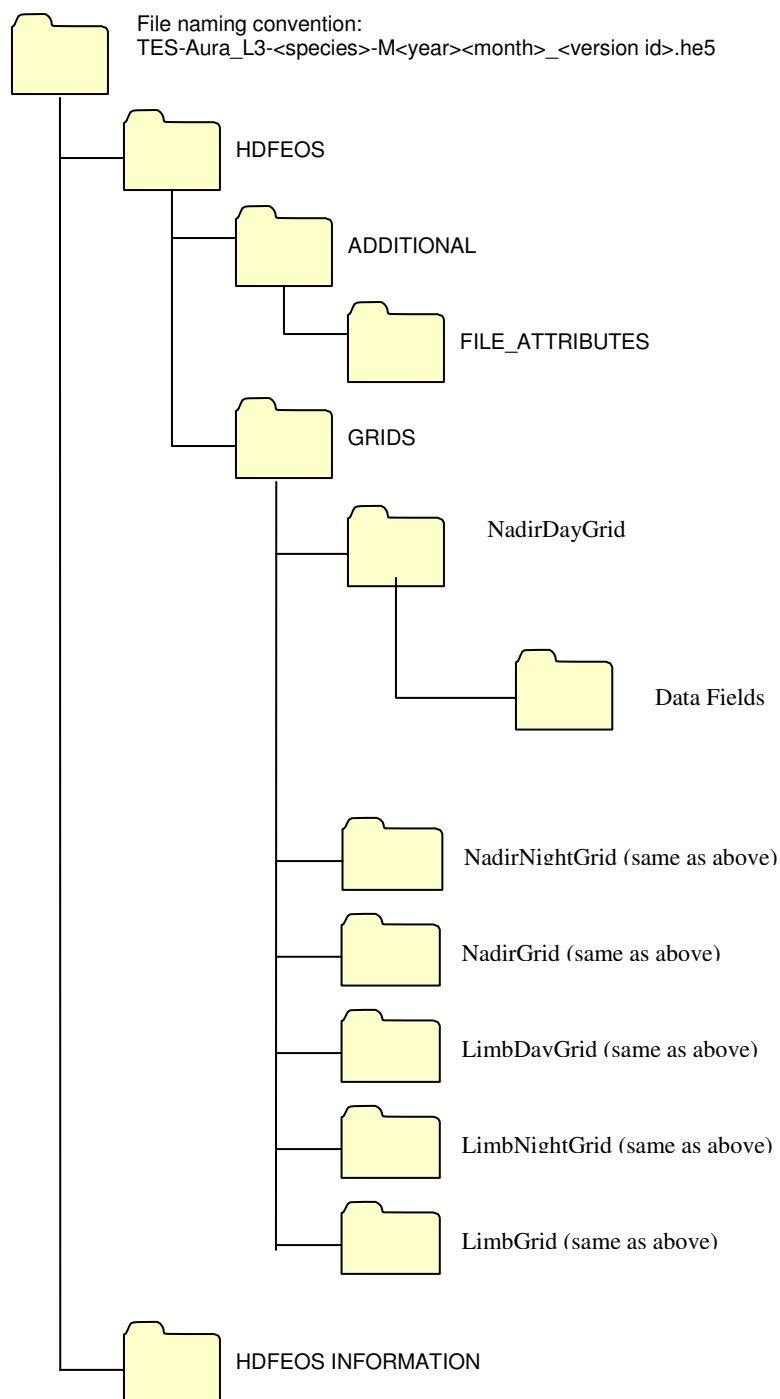 File naming convention:
TES-Aura_L3-<species>-M<year><month>_<version id>.he5
HDFEOS
ADDITIONAL
FILE_ATTRIBUTES
GRIDS
NadirDayGrid
Data Fields
NadirNightGrid (same as above)
NadirGrid (same as above)
LimbDayGrid (same as above)
LimbNightGrid (same as above)
LimbGrid (same as above)
HDFEOS INFORMATION